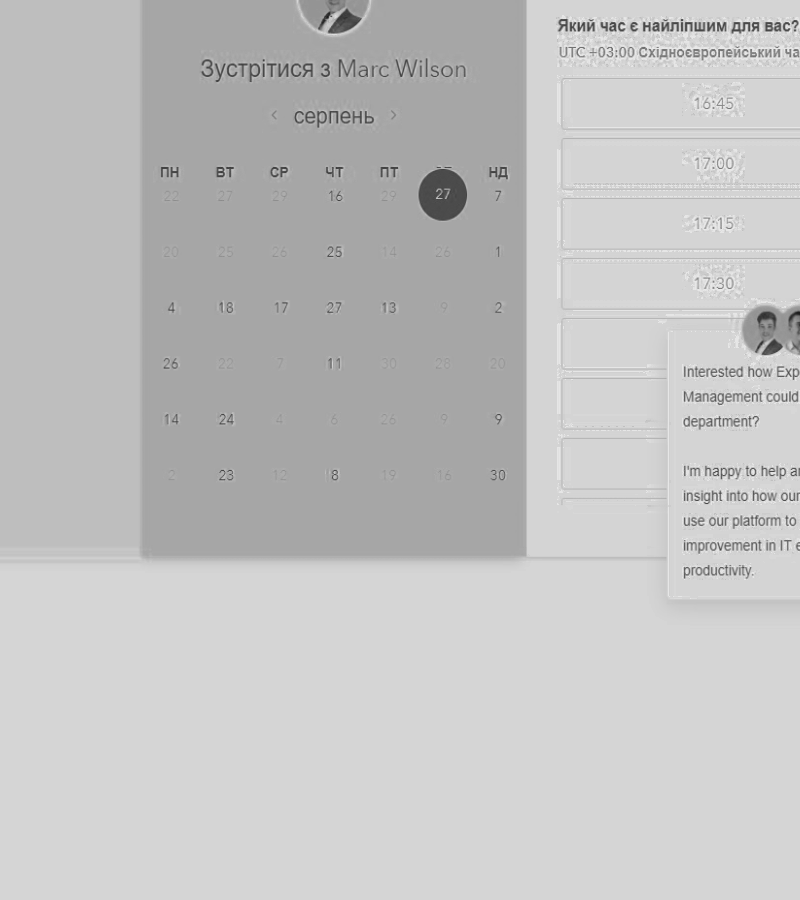 Зустрітися з Marc Wilson
‹ серпень ›
ПН ВТ СР ЧТ ПТ НД
22 27 29 16 29 27 7
20 25 26 25 14 26 1
4 18 17 27 13 9 2
26 22 7 11 30 28 20
14 24 4 6 26 9 9
2 23 12 8 19 16 30
Який час є найліпшим для вас?
UTC +03:00 Східноєвропейський ча
16:45
17:00
17:15
17:30
Interested how Exp
Management could
department?
I'm happy to help a
insight into how our
use our platform to
improvement in IT e
productivity.